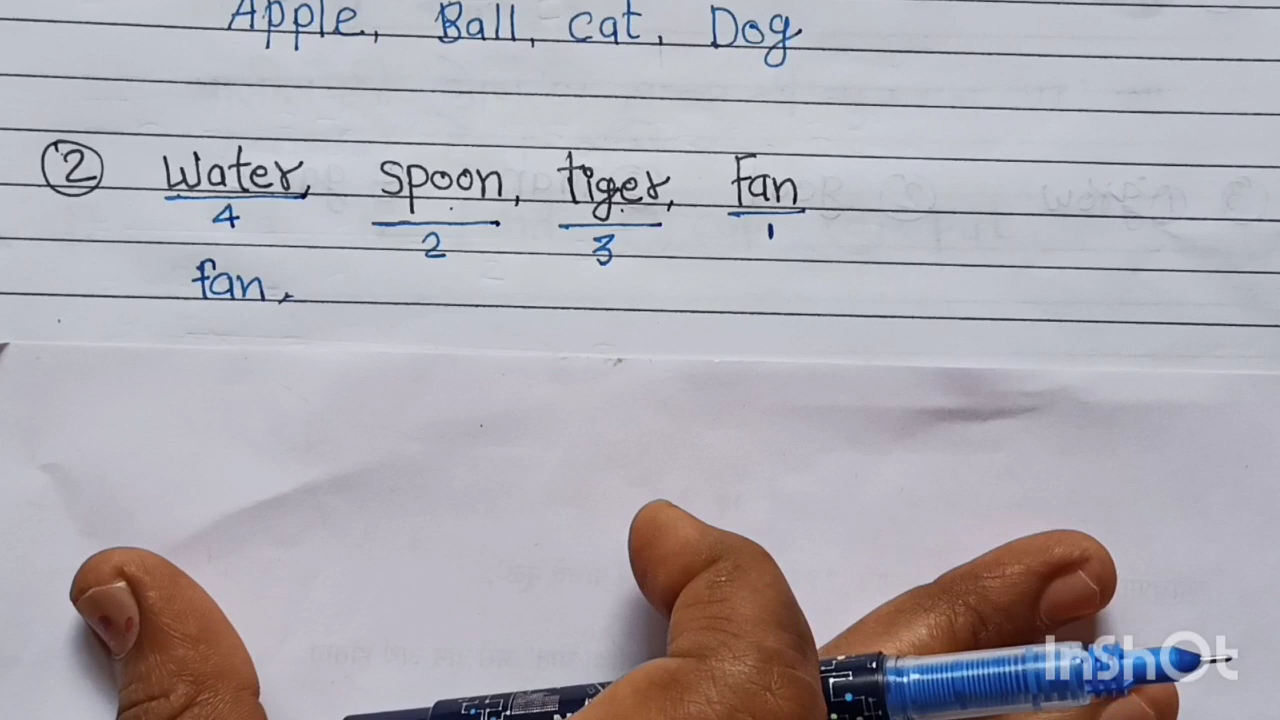 Apple, Ball, cat, Dog
② Water, spoon, tiger, Fan
4 2 3 1
fan,
InShOt